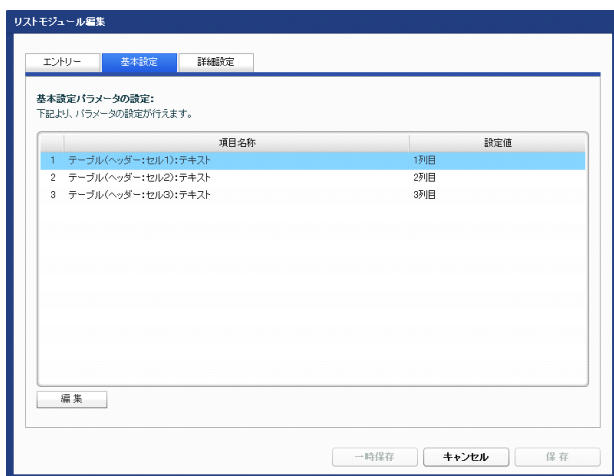 リストモジュール編集
エントリー 基本設定 詳細設定
基本設定パラメータの設定:
下記より、パラメータの設定が行えます。
項目名称 設定値
1 テーブル(ヘッダー:セル1):テキスト 1列目
2 テーブル(ヘッダー:セル2):テキスト 2列目
3 テーブル(ヘッダー:セル3):テキスト 3列目
編集
一時保存 キャンセル 保存